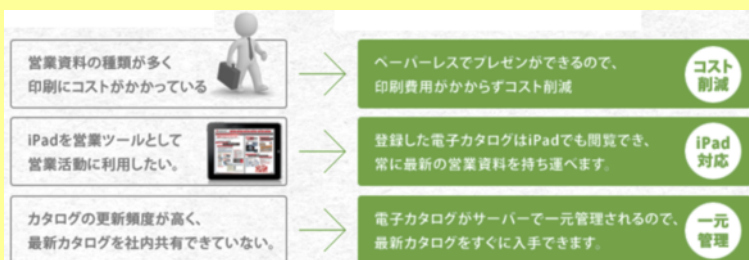 営業資料の種類が多く
印刷にコストがかかっている
ペーパーレスでプレゼンができるので、
印刷費用がかからずコスト削減
コスト
削減
iPadを営業ツールとして
営業活動に利用したい。
登録した電子カタログはiPadでも閲覧でき、
常に最新の営業資料を持ち運べます。
iPad
対応
カタログの更新頻度が高く、
最新カタログを社内共有できていない。
電子カタログがサーバーで一元管理されるので、
最新カタログをすぐに入手できます。
一元
管理